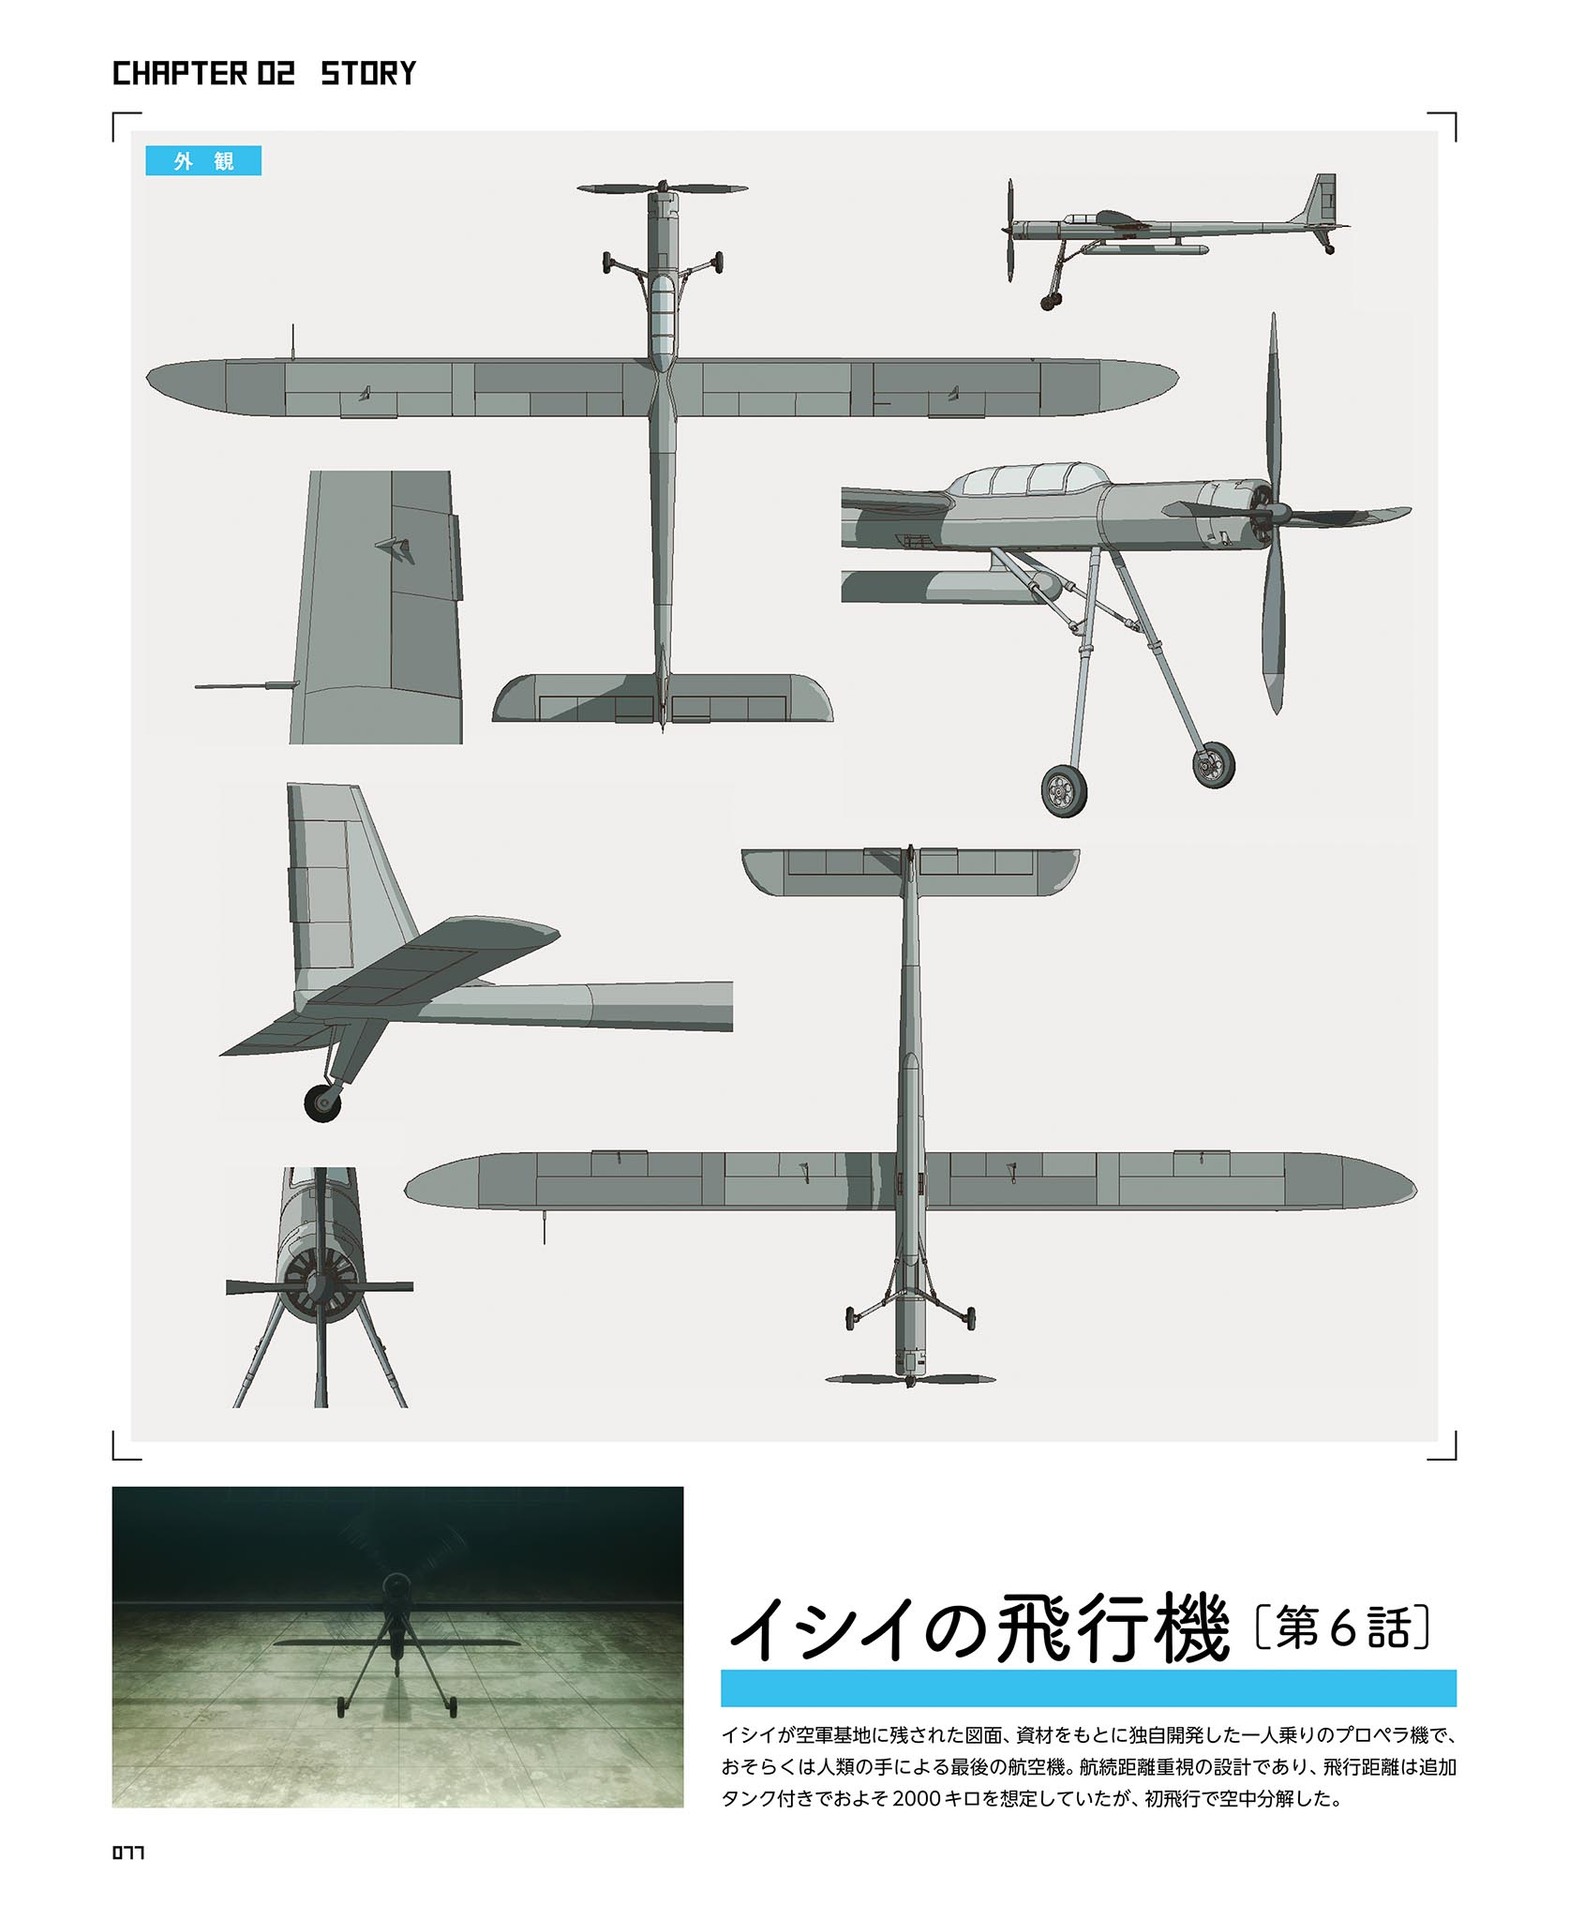 CHAPTER 02 STORY
外観
イシイの飛行機［第6話］
イシイが空軍基地に残された図面、資材をもとに独自開発した一人乗りのプロペラ機で、
おそらくは人類の手による最後の航空機。航続距離重視の設計であり、飛行距離は追加
タンク付きでおよそ2000キロを想定していたが、初飛行で空中分解した。
077